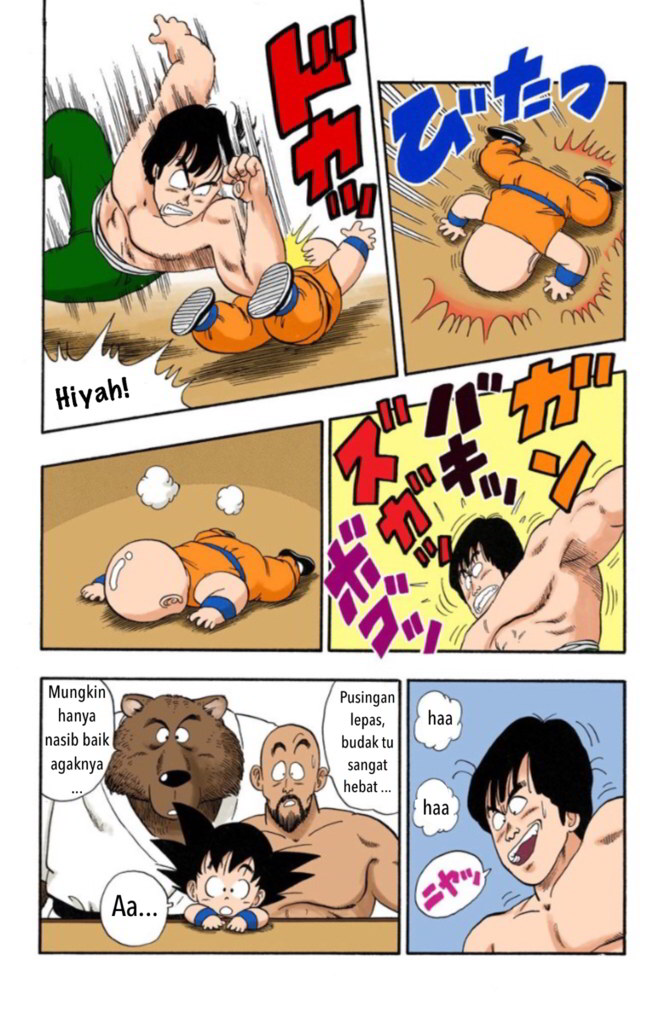 ドカッ
びたっ
Hiyah!
ガン
バキッ
ズガッ
ボゴッ
Mungkin
hanya
nasib baik
agaknya
...
Pusingan
lepas,
budak tu
sangat
hebat ...
Aa...
haa
haa
ニヤッ